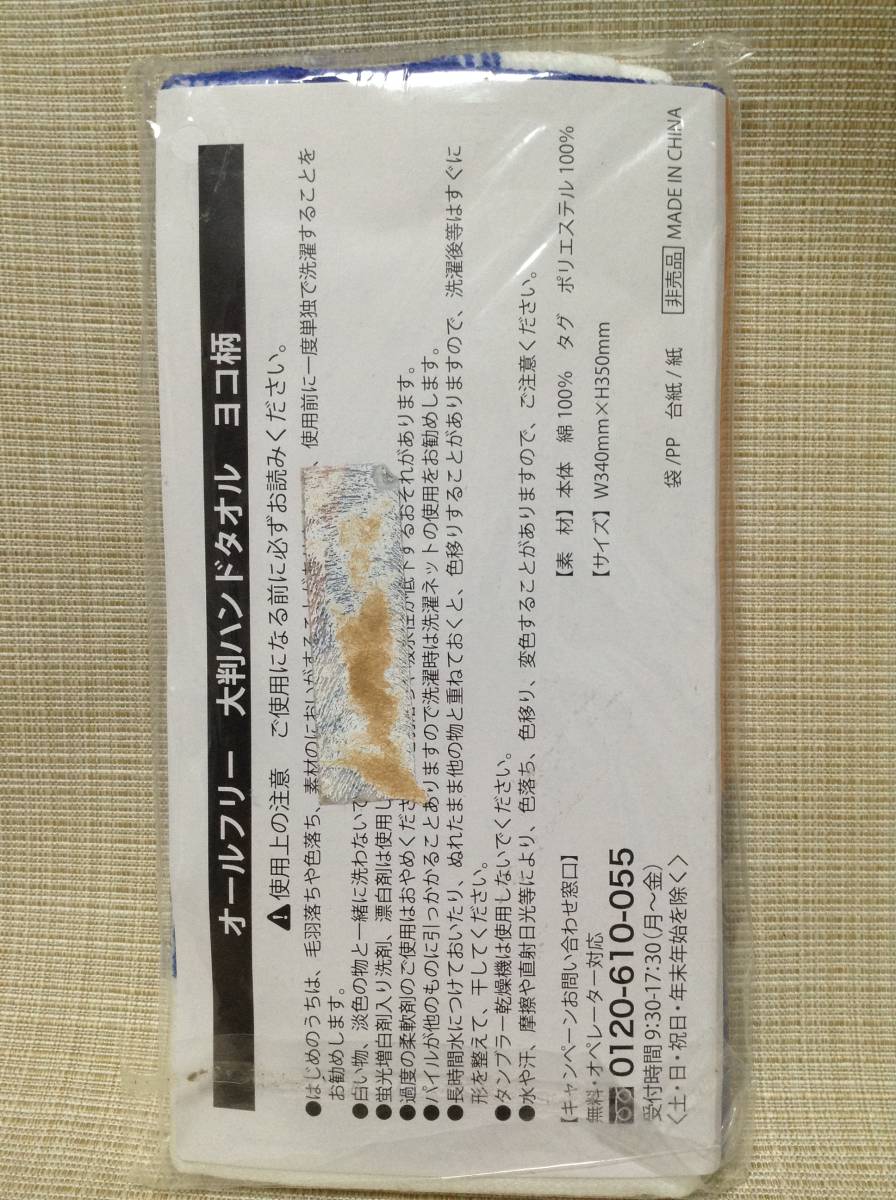 オールフリー 大判ハンドタオル ヨコ柄
使用上の注意 ご使用になる前に必ずお読みください。
●はじめのうちは、毛羽落ちや色落ち、素材のにおいがすること 、使用前に一度単独で洗濯することを
お勧めします。
●白い物、淡色の物と一緒に洗わないで
●蛍光増白剤入り洗剤、漂白剤は使用し
●過度の柔軟剤のご使用はおやめくださ 吸水性が低下するおそれがあります。
●パイルが他のものに引っかかることありますので洗濯時は洗濯ネットの使用をお勧めします。
●長時間水につけておいたり、ぬれたまま他の物と重ねておくと、色移りすることがありますので、洗濯後等はすぐに
形を整えて、干してください。
●タンブラー乾燥機は使用しないでください。
●水や汗、摩擦や直射日光等により、色落ち、色移り、変色することがありますので、ご注意ください。
【素 材】本体 綿100% タグ ポリエステル100%
【サイズ】W340mm×H350mm
【キャンペーンお問い合わせ窓口】
無料・オペレーター対応
0120-610-055
受付時間 9:30-17:30(月〜金)
〈土・日・祝日・年末年始を除く〉
袋/PP 台紙/紙 非売品 MADE IN CHINA